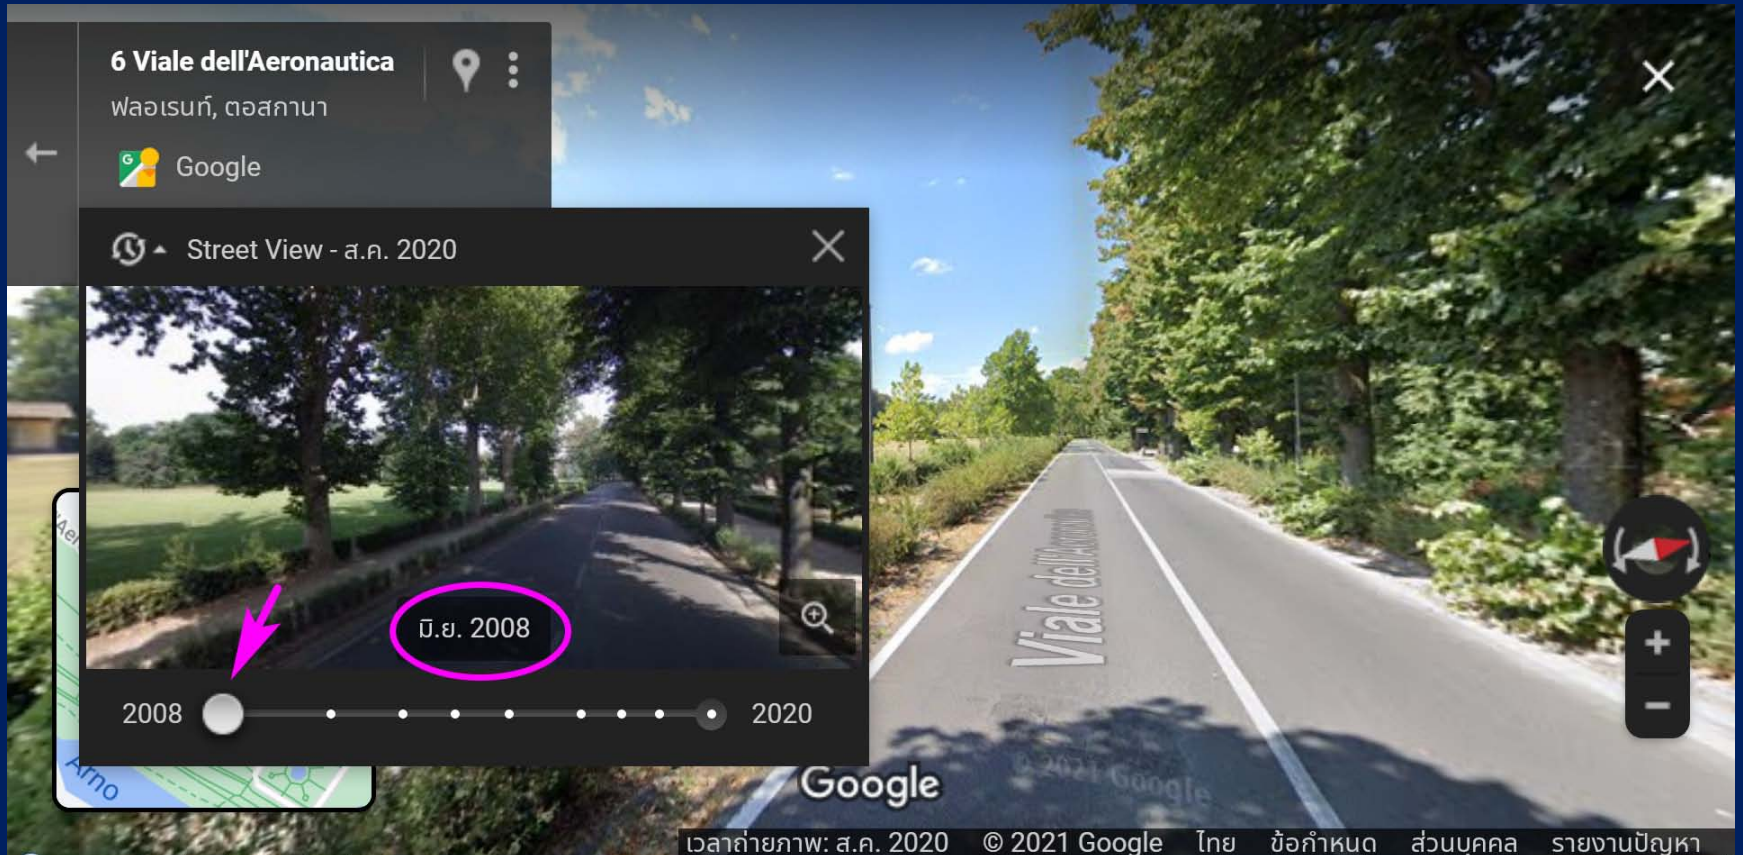 6 Viale dell'Aeronautica
ฟลอเรนท์, ตอสกานา
Google
Street View - ส.ค. 2020
มิ.ย. 2008
2008
2020
Viale dell'Aeronautica
Arno
Google
© 2021 Google
เวลาถ่ายภาพ: ส.ค. 2020 © 2021 Google ไทย ข้อกำหนด ส่วนบุคคล รายงานปัญหา